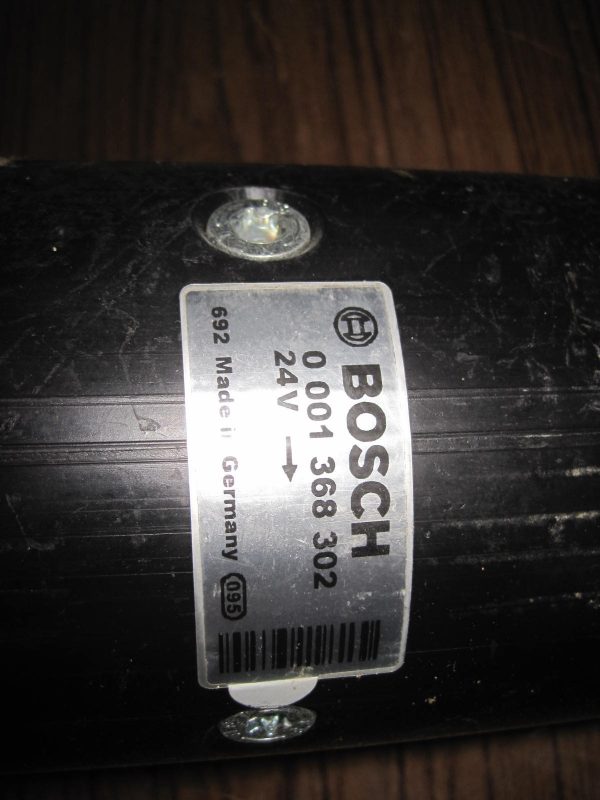 BOSCH
0 001 368 302
24V →
692 Made in Germany 095